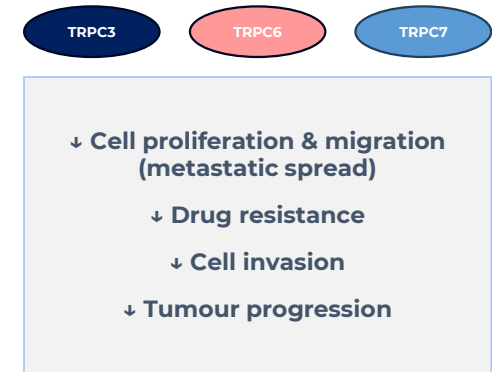 TRPC3 TRPC6 TRPC7
↓ Cell proliferation & migration
(metastatic spread)
↓ Drug resistance
↓ Cell invasion
↓ Tumour progression